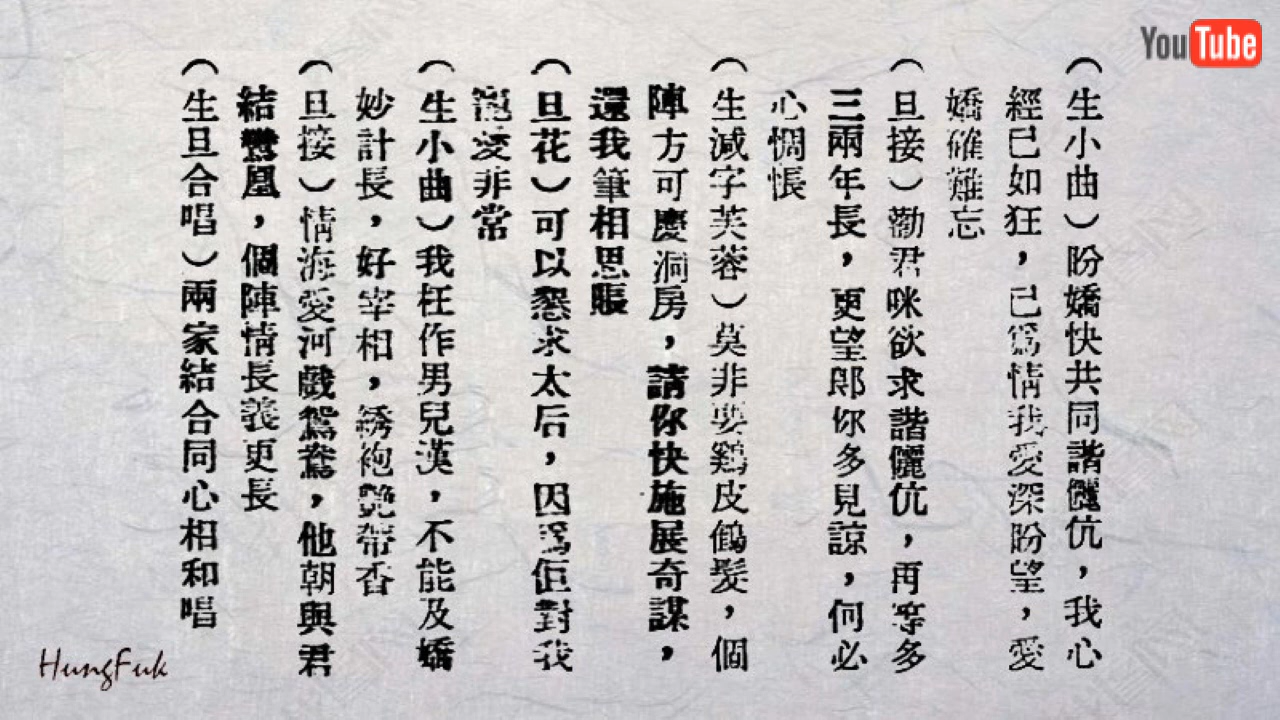 （生小曲）盼嬌快共同諧儷伉，我心
經已如狂，已為情我愛深盼望，愛
嬌確難忘
（旦接）勸君咪欲求諧儷伉，再等多
三兩年長，更望郎你多見諒，何必
心惆悵
（生減字芙蓉）莫非要鷄皮鶴髮，個
陣方可慶洞房，請你快施展奇謀，
還我筆相思賬
（旦花）可以懇求太后，因爲佢對我
寵愛非常
（生小曲）我枉作男兒漢，不能及嬌
妙計長，好宰相，綉袍艷帶香
（旦接）情海愛河戲鴛鴦，他朝與君
結鸞凰，個陣情長義更長
（生旦合唱）兩家結合同心相和唱
YouTube
HungFuk